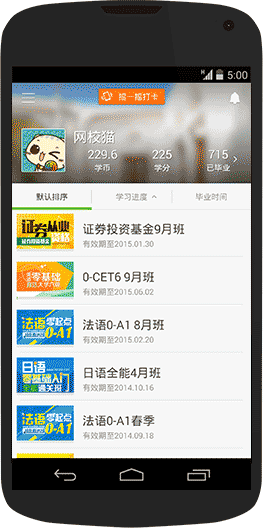 5:00
摇一摇打卡
网校猫
229.6 225 715
学币 学分 已毕业
默认排序 学习进度 毕业时间
证券从业
资格
证券投资基金9月班
有效期至2015.01.30
零基础
0-CET6 9月班
有效期至2015.06.02
法语零起点
0-A1
法语0-A1 8月班
有效期至2015.02.20
日语
零基础入门
日语全能4月班
有效期至2014.10.16
法语零起点
0-A1
法语0-A1春季
有效期至2014.09.18